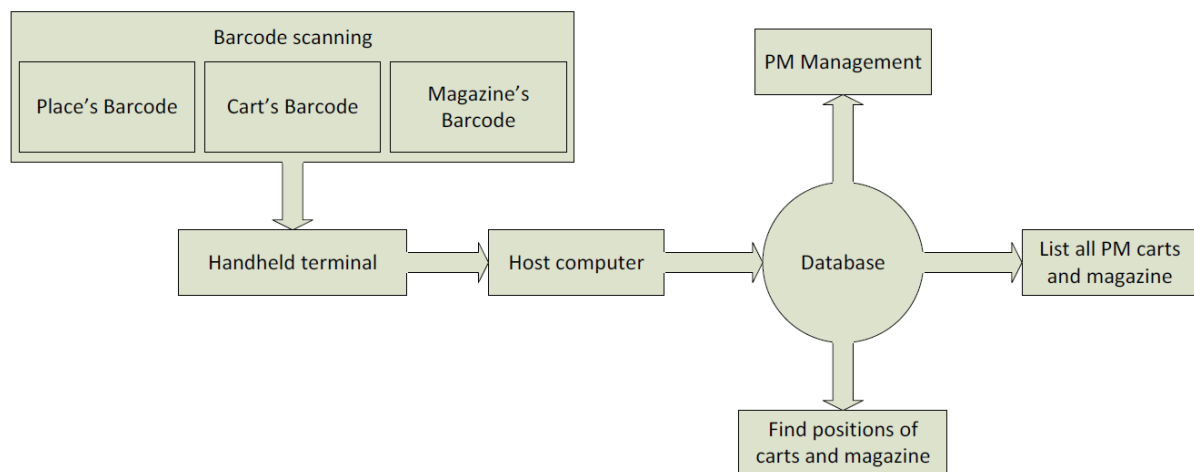 Barcode scanning
Place’s Barcode
Cart’s Barcode
Magazine’s
Barcode
PM Management
Handheld terminal
Host computer
Database
List all PM carts
and magazine
Find positions of
carts and magazine